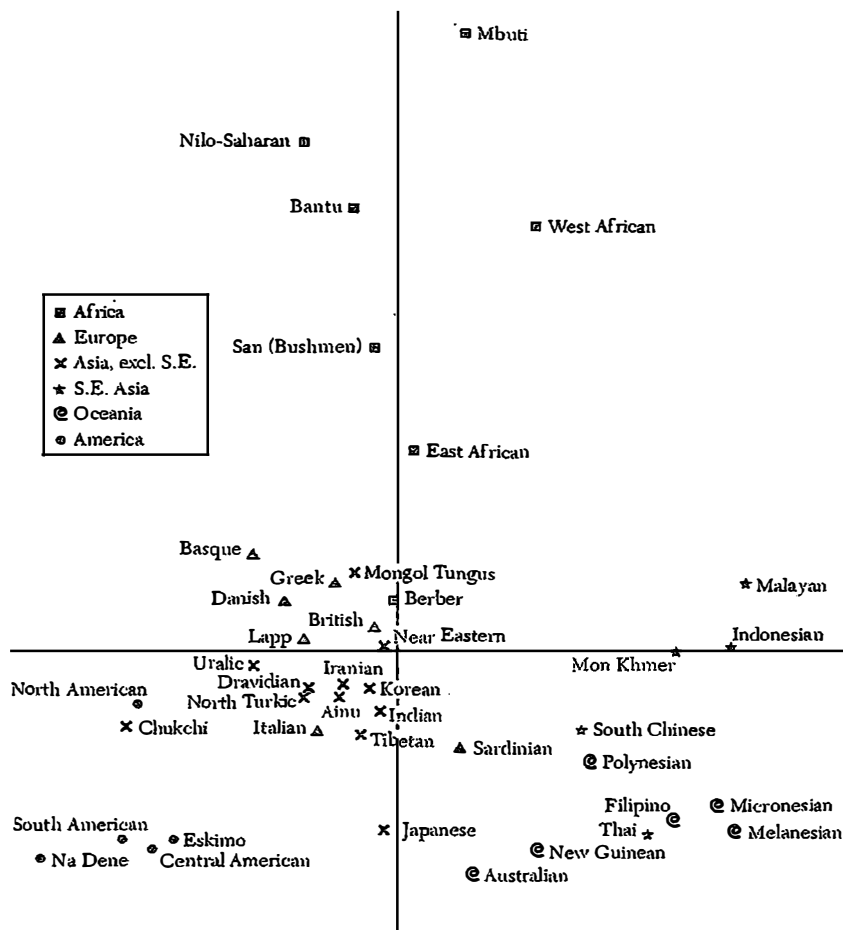 Mbuti
Nilo-Saharan
Bantu
West African
Africa
Europe
Asia, excl. S.E.
S.E. Asia
Oceania
America
San (Bushmen)
East African
Basque
Mongol Tungus
Greek
Danish
Berber
Malayan
British
Lapp
Near Eastern
Indonesian
Mon Khmer
Uralic
Iranian
Dravidian
Korean
North American
North Turkic
Ainu
Indian
Chukchi
Italian
Tibetan
Sardinian
South Chinese
Polynesian
Filipino
Micronesian
South American
Eskimo
Japanese
Thai
Melanesian
Na Dene
Central American
New Guinean
Australian